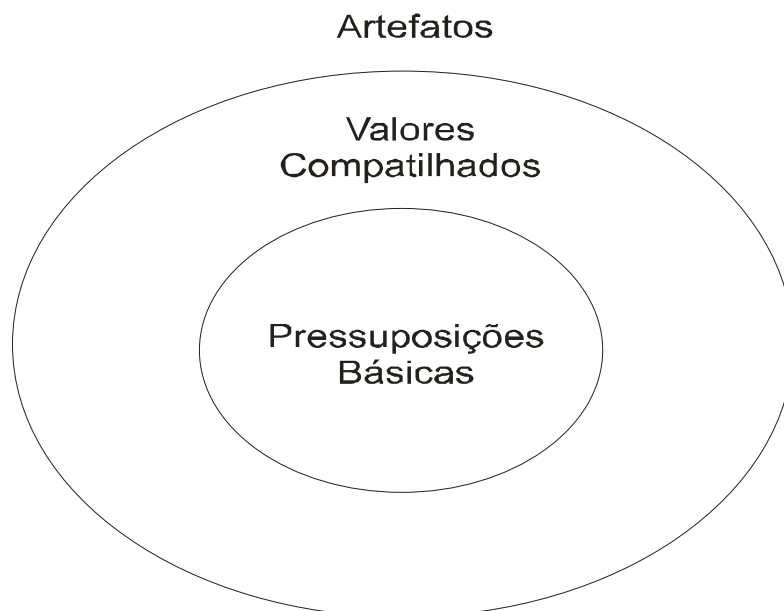 Artefatos
Valores
Compatilhados
Pressuposições
Básicas